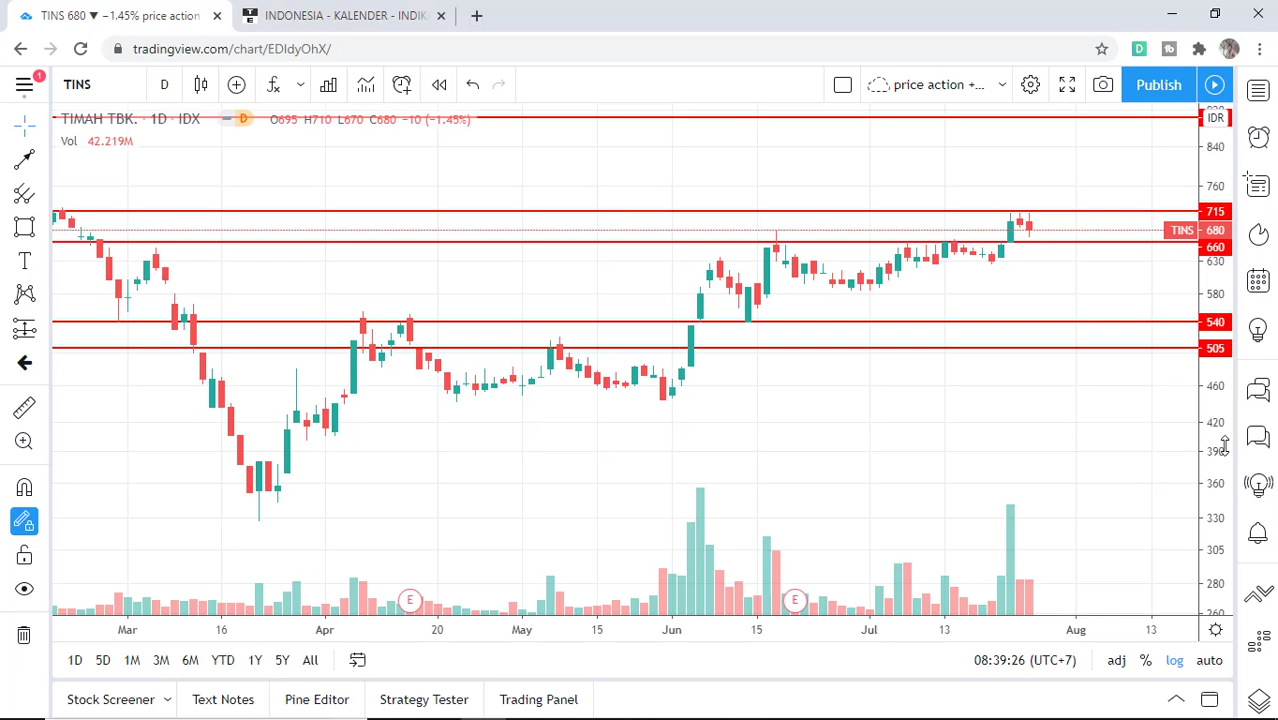 TINS 680 ▼ −1.45% price action
INDONESIA - KALENDER - INDIK
tradingview.com/chart/EDIdyOhX/
1
TINS
D
price action +...
Publish
TIMAH TBK. · 1D · IDX
D
O695 H710 L670 C680 −10 (−1.45%)
Vol 42.219M
IDR
840
760
715
TINS 680
660
630
580
540
505
460
420
390
360
330
305
280
260
E
E
Mar
16
Apr
20
May
15
Jun
15
Jul
13
Aug
15
1D
5D
1M
3M
6M
YTD
1Y
5Y
All
08:39:26 (UTC+7)
adj
%
log
auto
Stock Screener
Text Notes
Pine Editor
Strategy Tester
Trading Panel